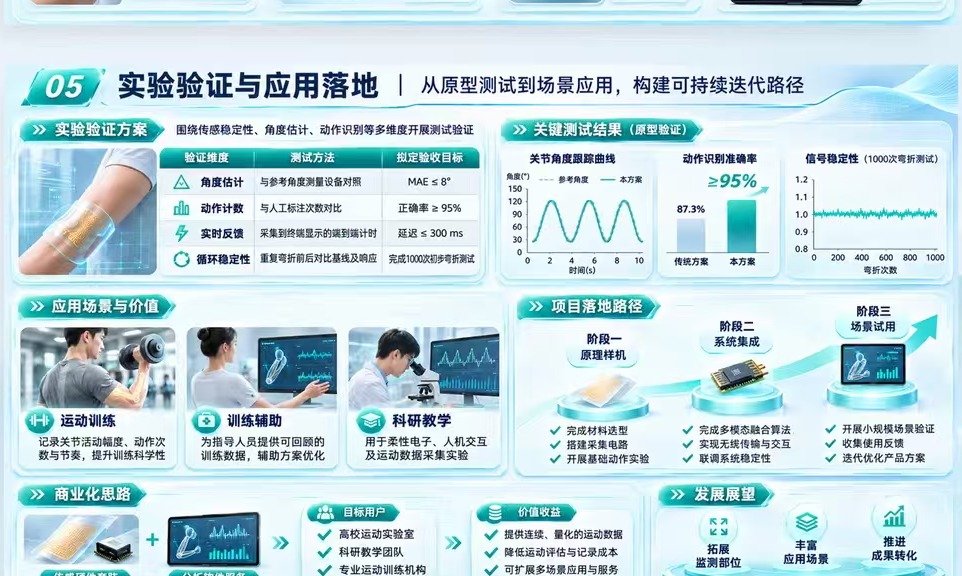 05 实验验证与应用落地 | 从原型测试到场景应用，构建可持续迭代路径
实验验证方案
围绕传感稳定性、角度估计、动作识别等多维度开展测试验证
验证维度 测试方法 拟定验收目标
角度估计 与参考角度测量设备对照 MAE ≤ 8°
动作计数 与人工标注次数对比 正确率 ≥ 95%
实时反馈 采集到终端显示的端到端计时 延迟 ≤ 300 ms
循环稳定性 重复弯折前后对比基线及响应 完成1000次初步弯折测试
关键测试结果（原型验证）
关节角度跟踪曲线
角度(°)
参考角度 本方案
150
120
90
60
30
0
0 2 4 6 8 10
时间(s)
动作识别准确率
≥95%
87.3%
传统方案 本方案
信号稳定性（1000次弯折测试）
1.2
1.1
1.0
0.9
0.8
0 200 400 600 800 1000
弯折次数
应用场景与价值
运动训练
记录关节活动幅度、动作次
数与节奏，提升训练科学性
训练辅助
为指导人员提供可回顾的
训练数据，辅助方案优化
科研教学
用于柔性电子、人机交互
及运动数据采集实验
项目落地路径
阶段一
原理样机
完成材料选型
搭建采集电路
开展基础动作实验
阶段二
系统集成
完成多模态融合算法
实现无线传输与交互
联调系统稳定性
阶段三
场景试用
开展小规模场景验证
收集使用反馈
迭代优化产品方案
商业化思路
+
目标用户
高校运动实验室
科研教学团队
专业运动训练机构
价值收益
提供连续、量化的运动数据
降低运动评估与记录成本
可扩展多场景应用与服务
发展展望
拓展
监测部位
丰富
应用场景
推进
成果转化